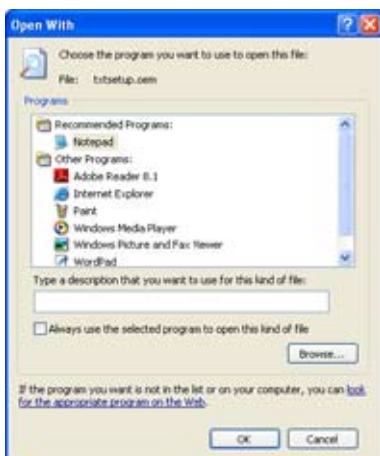 Open With
Choose the program you want to use to open this file:
File: txtsetup.oem
Programs
Recommended Programs:
Notepad
Other Programs:
Adobe Reader 8.1
Internet Explorer
Paint
Windows Media Player
Windows Picture and Fax Viewer
WordPad
Type a description that you want to use for this kind of file:
Always use the selected program to open this kind of file
Browse...
If the program you want is not in the list or on your computer, you can look
for the appropriate program on the Web.
OK
Cancel